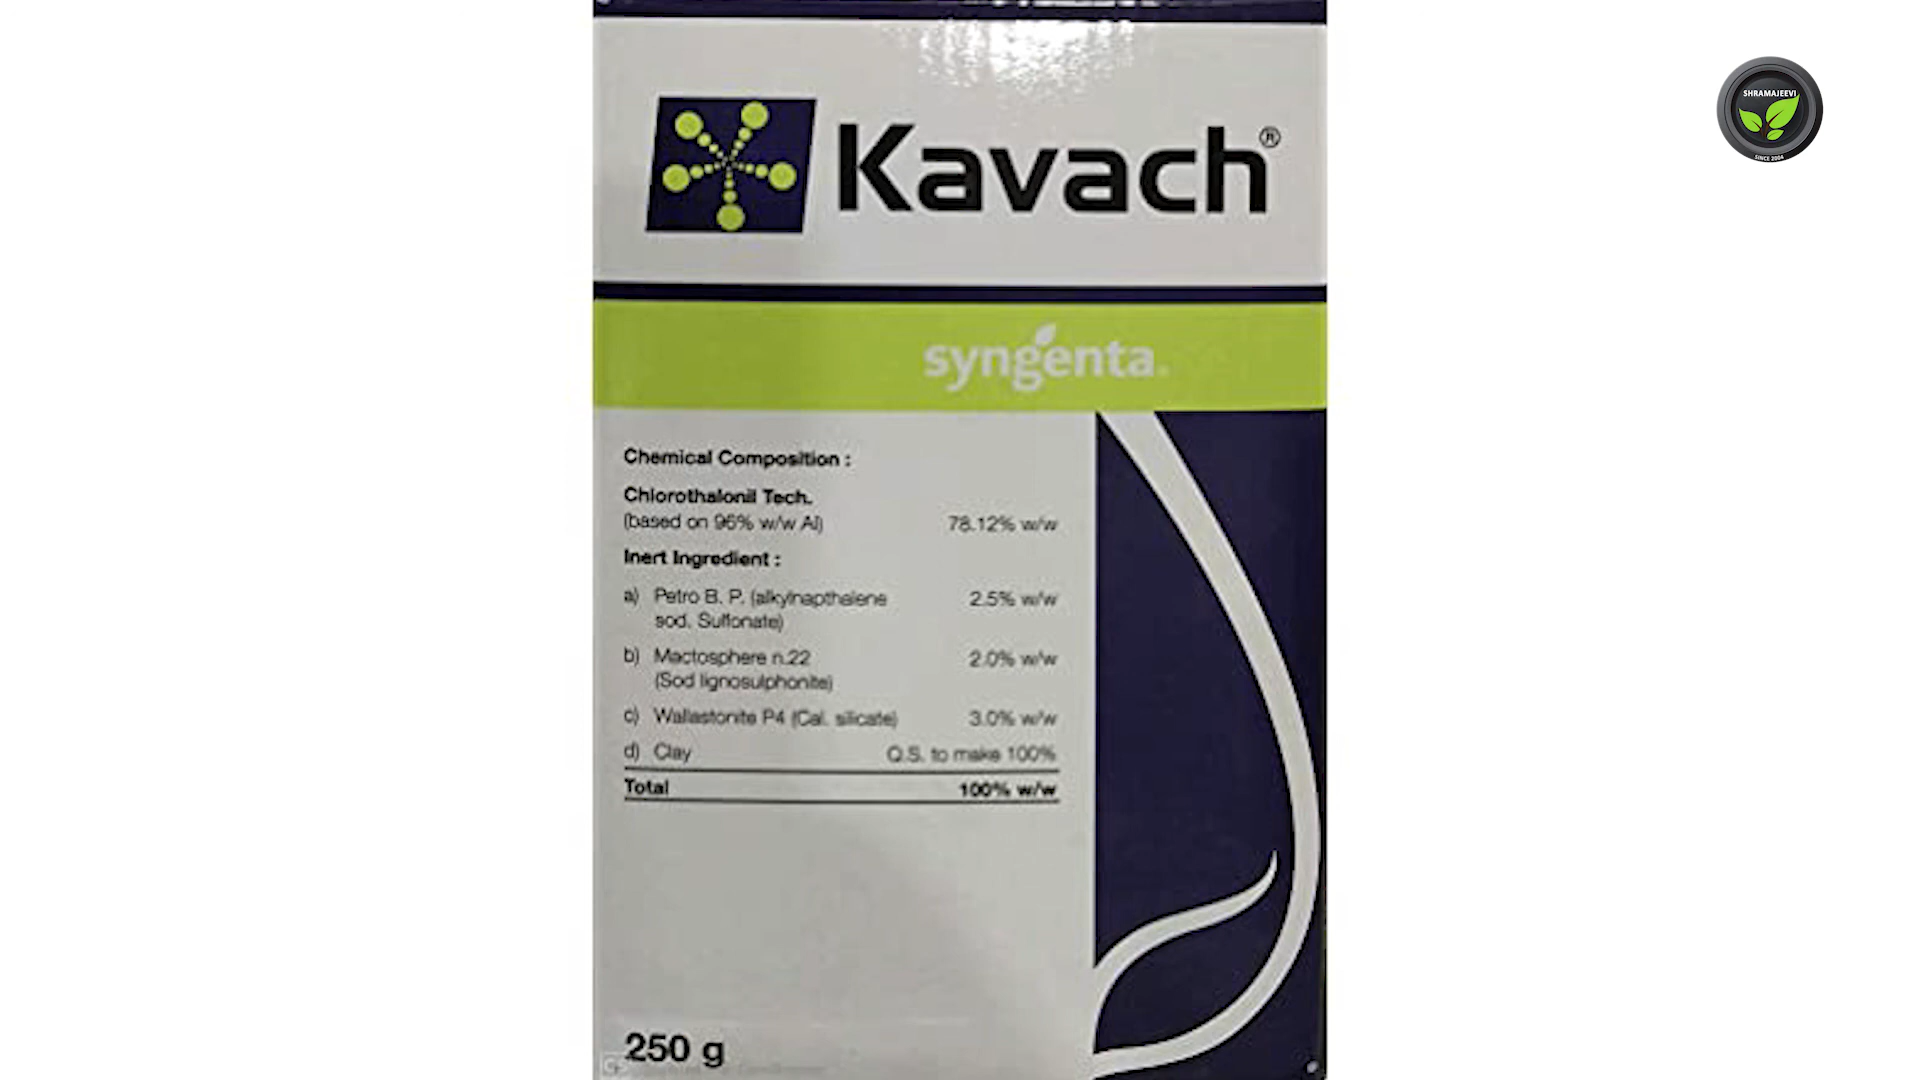 Kavach®
SHRAMAJEEVI
SINCE 2004
syngenta
Chemical Composition :
Chlorothalonil Tech.
(based on 96% w/w AI) 78.12% w/w
Inert Ingredient :
a) Petro B. P. (alkylnapthalene 2.5% w/w
sod. Sulfonate)
b) Mactosphere n.22 2.0% w/w
(Sod lignosulphonite)
c) Wallastonite P4 (Cal. silicate) 3.0% w/w
d) Clay Q.S. to make 100%
Total 100% w/w
250 g